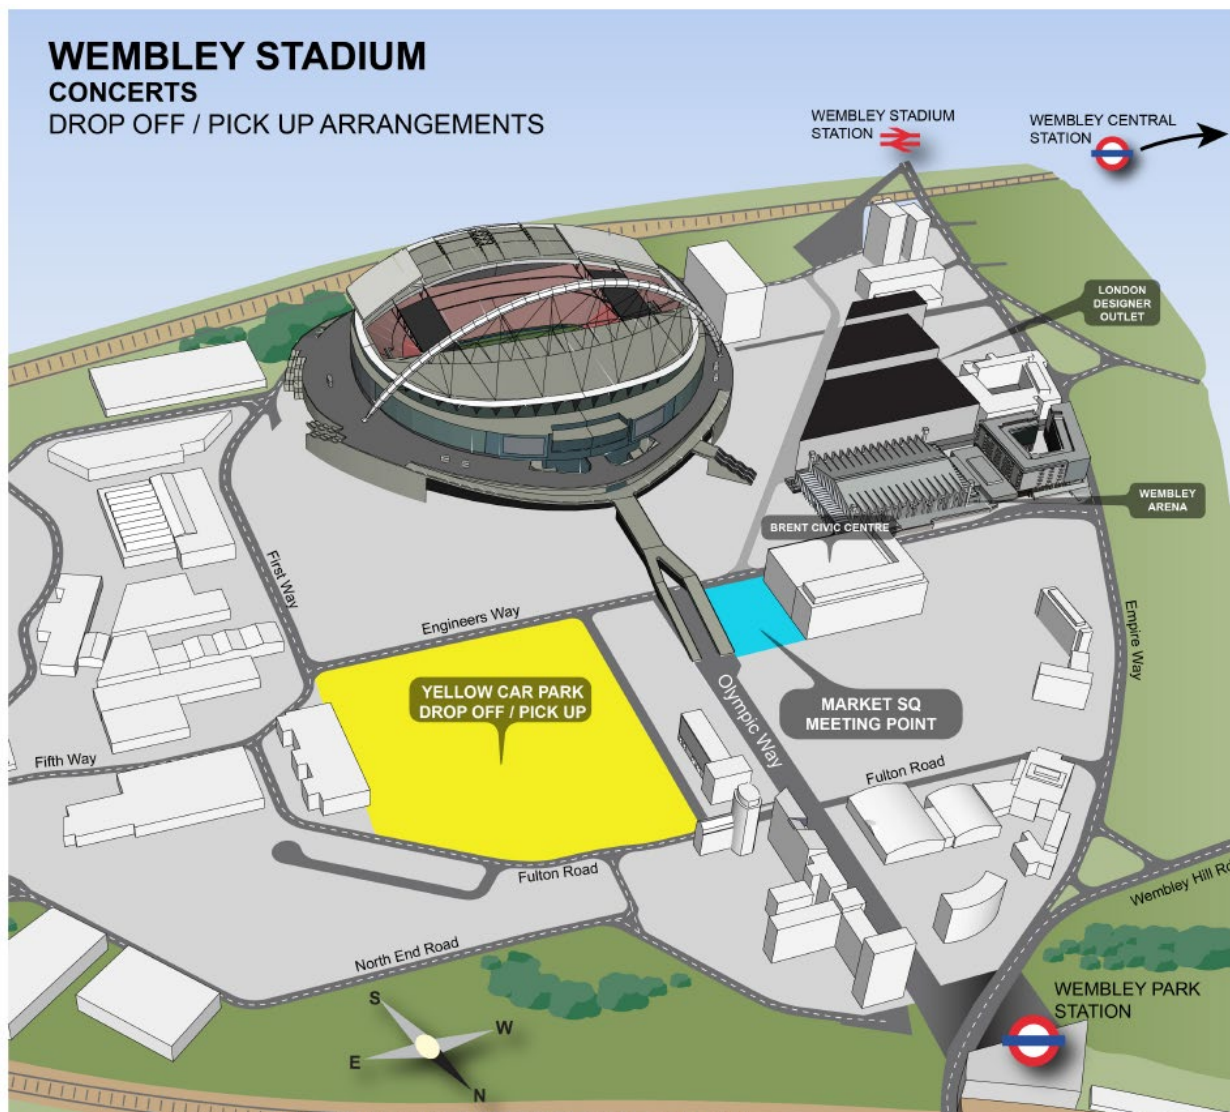 WEMBLEY STADIUM
CONCERTS
DROP OFF / PICK UP ARRANGEMENTS
WEMBLEY STADIUM
STATION
WEMBLEY CENTRAL
STATION
LONDON
DESIGNER
OUTLET
WEMBLEY
ARENA
BRENT CIVIC CENTRE
First Way
Engineers Way
Empire Way
YELLOW CAR PARK
DROP OFF / PICK UP
Olympic Way
MARKET SQ
MEETING POINT
Fifth Way
Fulton Road
Fulton Road
Wembley Hill
North End Road
WEMBLEY PARK
STATION
S
W
E
N